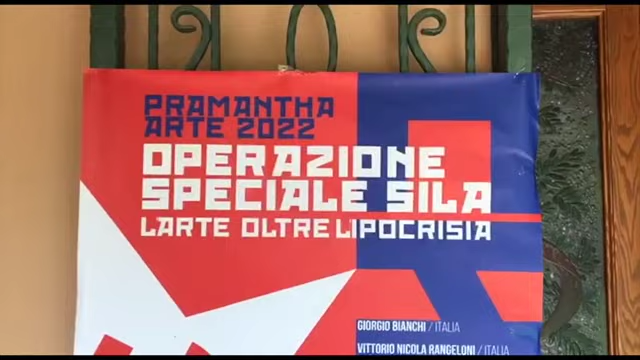 PRAMANTHA
ARTE 2022
OPERAZIONE
SPECIALE SILA
LARTE OLTRE LIPOCRISIA
GIORGIO BIANCHI / ITALIA
VITTORIO NICOLA RANGELONI / ITALIA